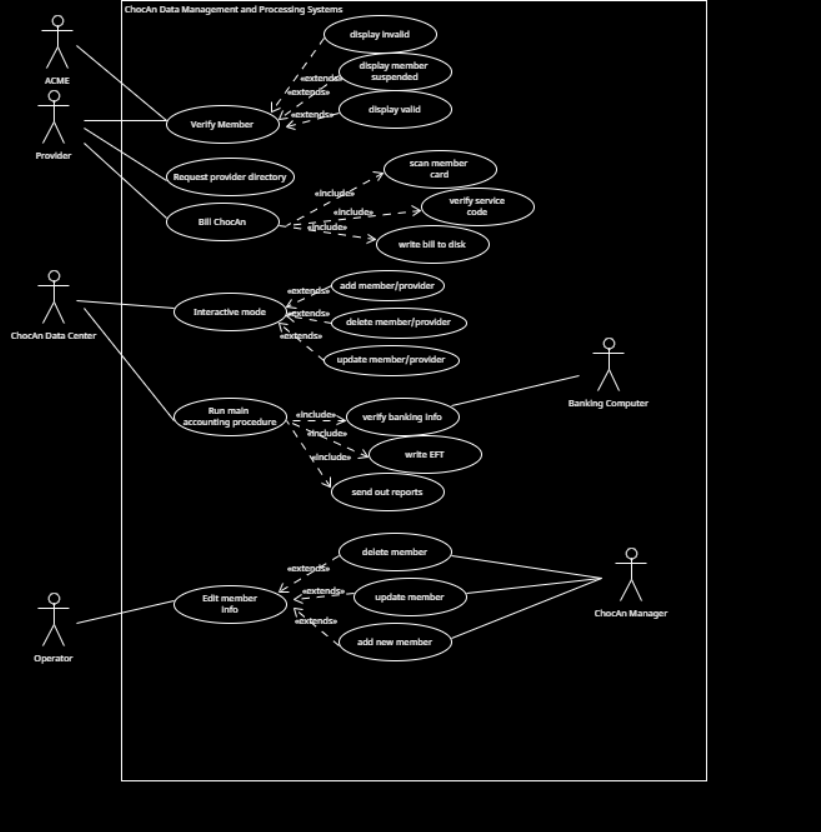 ChocAn Data Management and Processing Systems
display invalid
ACME
«extends»
display member
suspended
«extends»
Provider
Verify Member
«extends»
display valid
Request provider directory
scan member
card
«include»
Bill ChocAn
«include»
verify service
code
«include»
write bill to disk
ChocAn Data Center
Interactive mode
«extends»
add member/provider
«extends»
delete member/provider
«extends»
update member/provider
Banking Computer
Run main
accounting procedure
«include»
verify banking info
«include»
write EFT
«include»
send out reports
delete member
«extends»
Edit member
Info
«extends»
update member
ChocAn Manager
«extends»
add new member
Operator